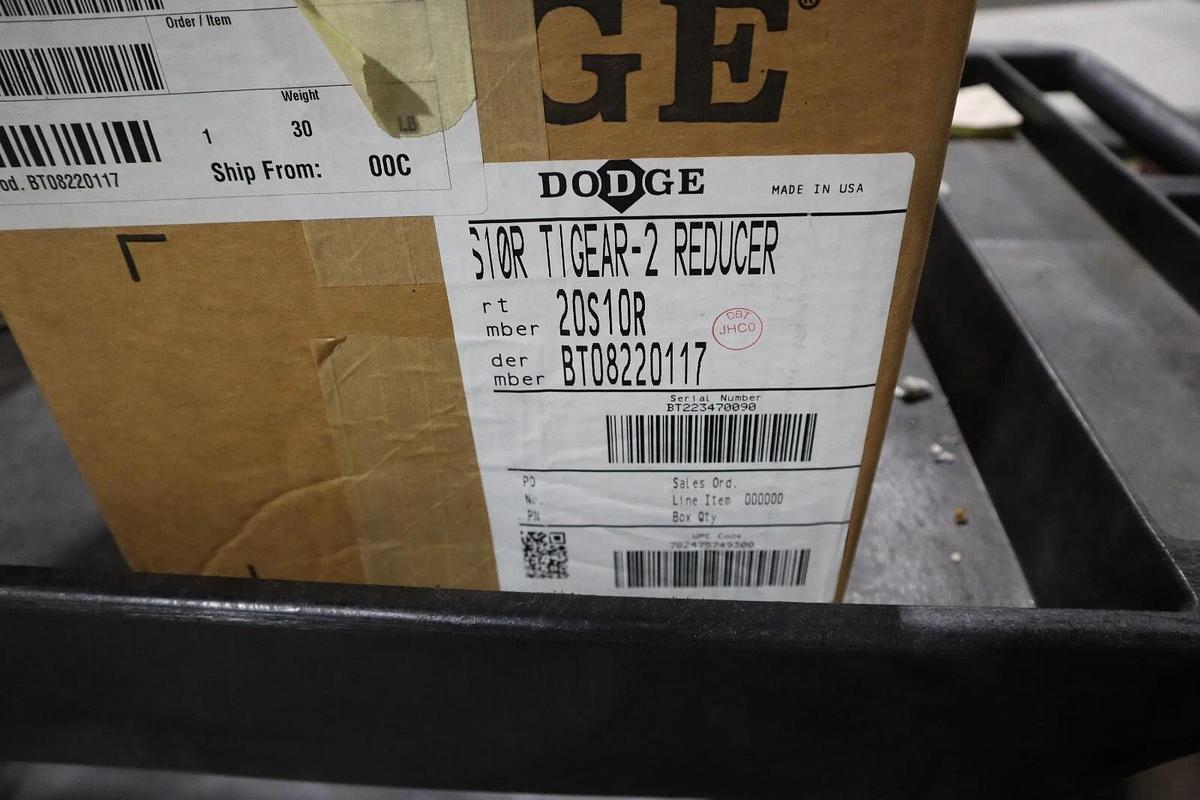 Order / Item
Weight
1 30 LB
Ship From: 00C
od. BT08220117
GE®
DODGE
MADE IN USA
S10R TIGEAR-2 REDUCER
rt
mber 20S10R
DBT
JHC0
der
mber BT08220117
Serial Number
BT223470090
PO Sales Ord.
No. Line Item 000000
PN Box Qty
UPC Code
782475749300